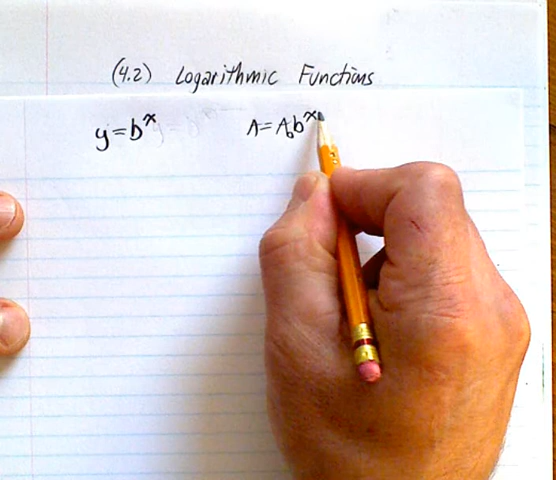 (4.2) Logarithmic Functions
y=b^x A=A₀b^x